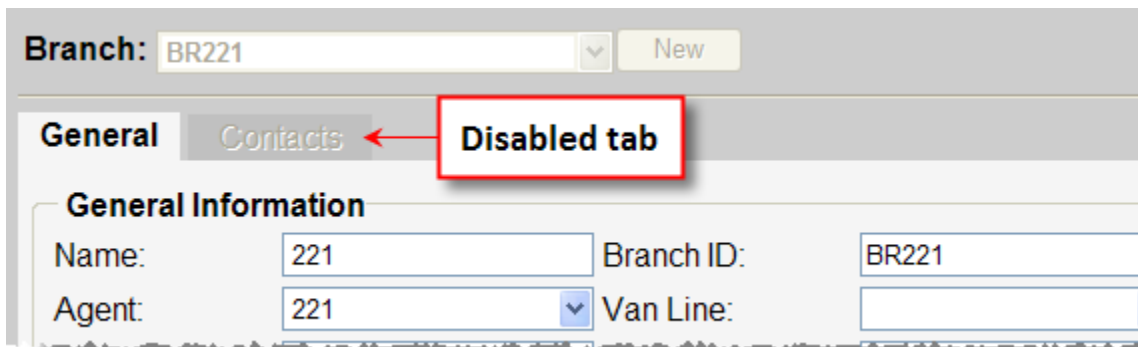 Branch: BR221 New
General Contacts Disabled tab
General Information
Name: 221 Branch ID: BR221
Agent: 221 Van Line: